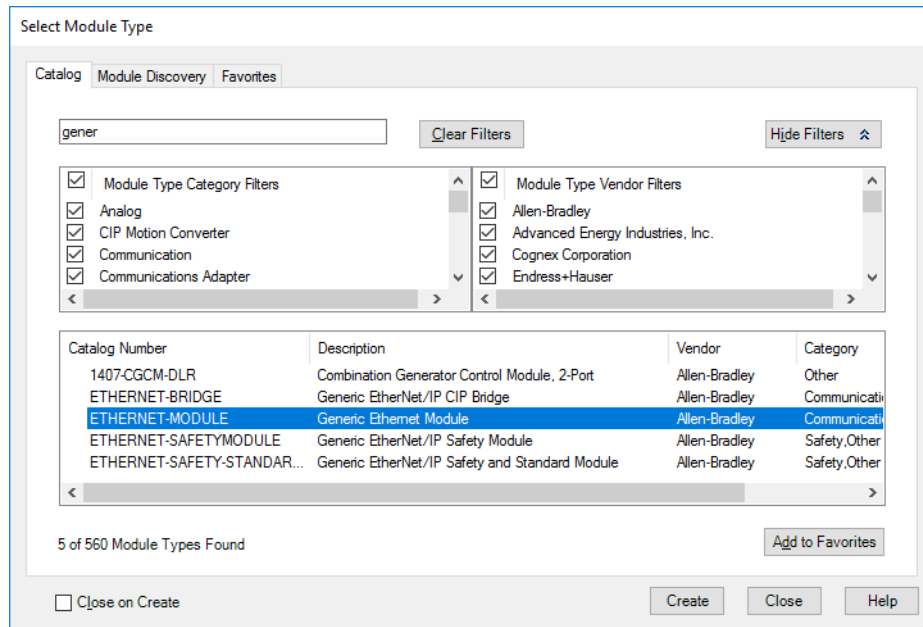 Select Module Type
Catalog Module Discovery Favorites
gener Clear Filters Hide Filters
Module Type Category Filters
Analog
CIP Motion Converter
Communication
Communications Adapter
Module Type Vendor Filters
Allen-Bradley
Advanced Energy Industries, Inc.
Cognex Corporation
Endress+Hauser
Catalog Number Description Vendor Category
1407-CGCM-DLR Combination Generator Control Module, 2-Port Allen-Bradley Other
ETHERNET-BRIDGE Generic EtherNet/IP CIP Bridge Allen-Bradley Communicati
ETHERNET-MODULE Generic Ethernet Module Allen-Bradley Communicati
ETHERNET-SAFETYMODULE Generic EtherNet/IP Safety Module Allen-Bradley Safety,Other
ETHERNET-SAFETY-STANDAR... Generic EtherNet/IP Safety and Standard Module Allen-Bradley Safety,Other
5 of 560 Module Types Found Add to Favorites
Close on Create Create Close Help